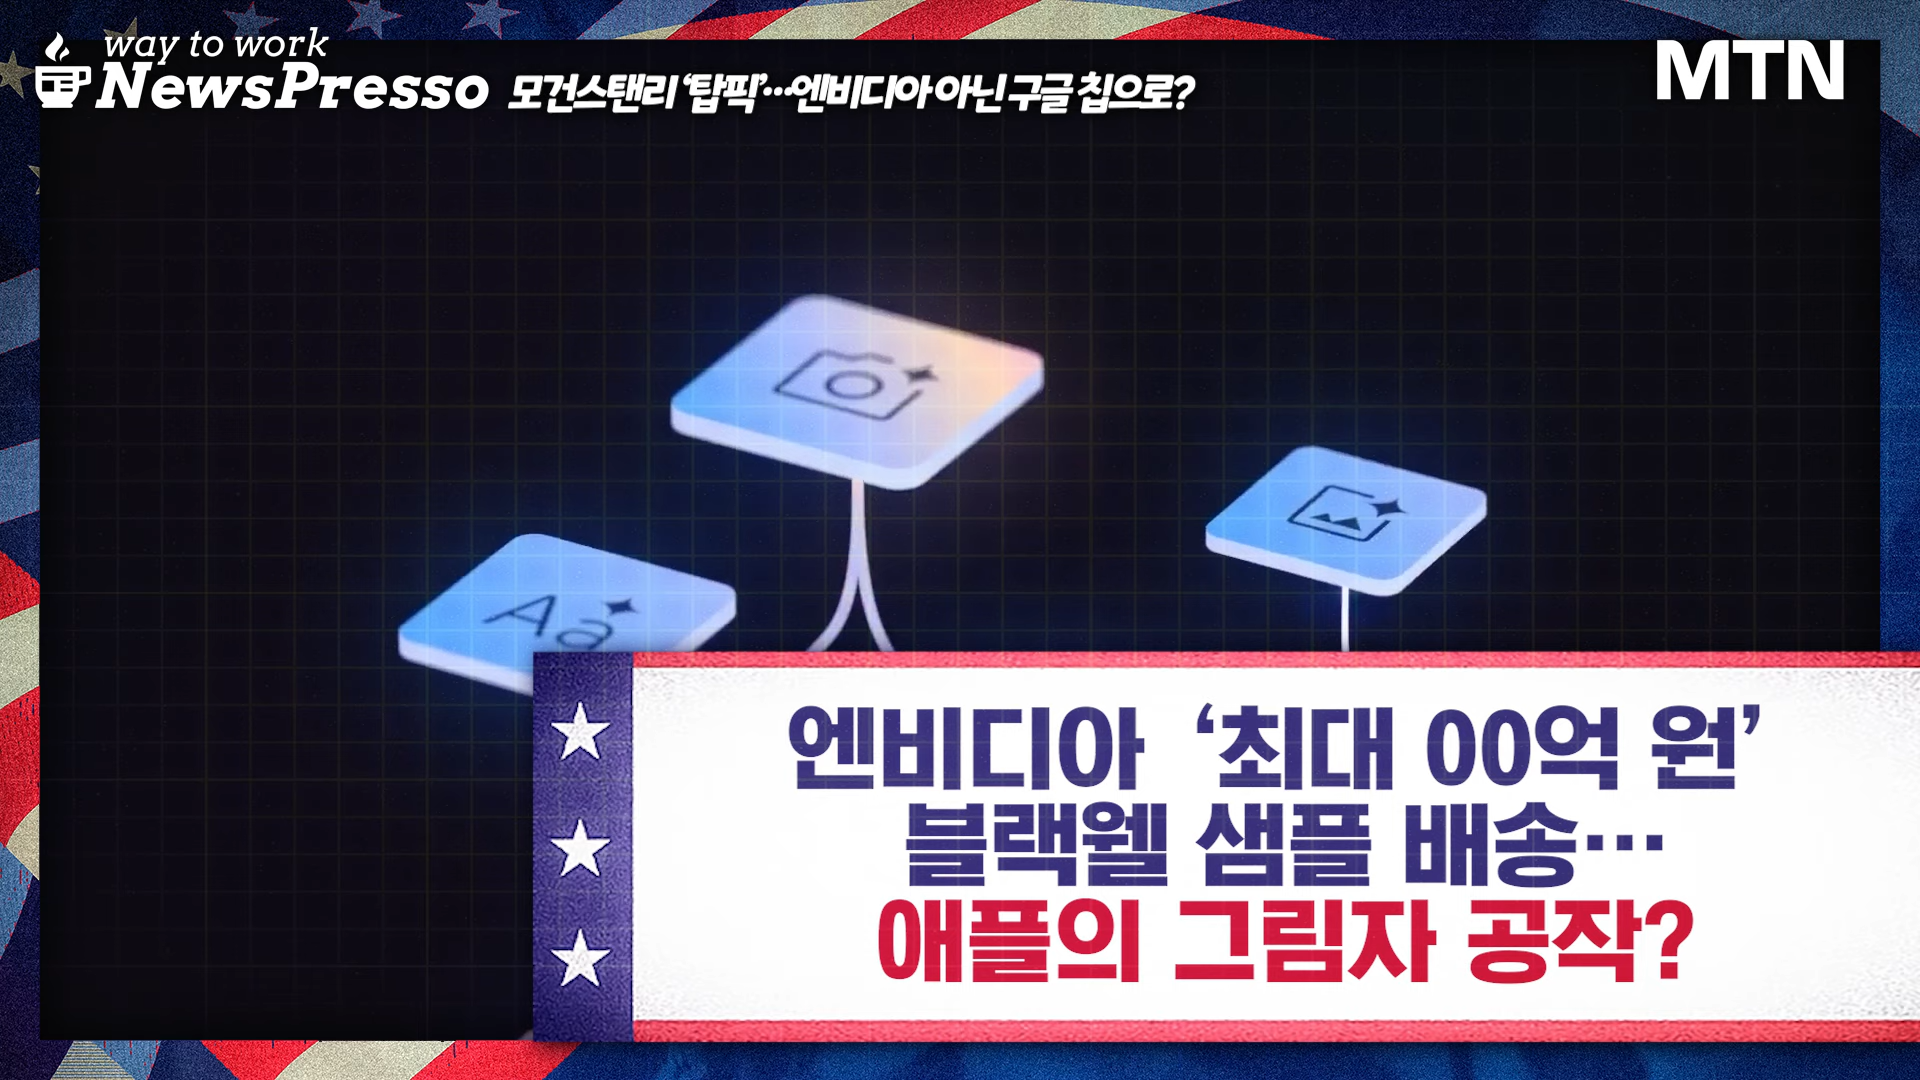 way to work
NewsPresso 모건스탠리 ‘탑픽’…엔비디아 아닌 구글 칩으로?
MTN
Aa
엔비디아 ‘최대 00억 원’
블랙웰 샘플 배송…
애플의 그림자 공작?